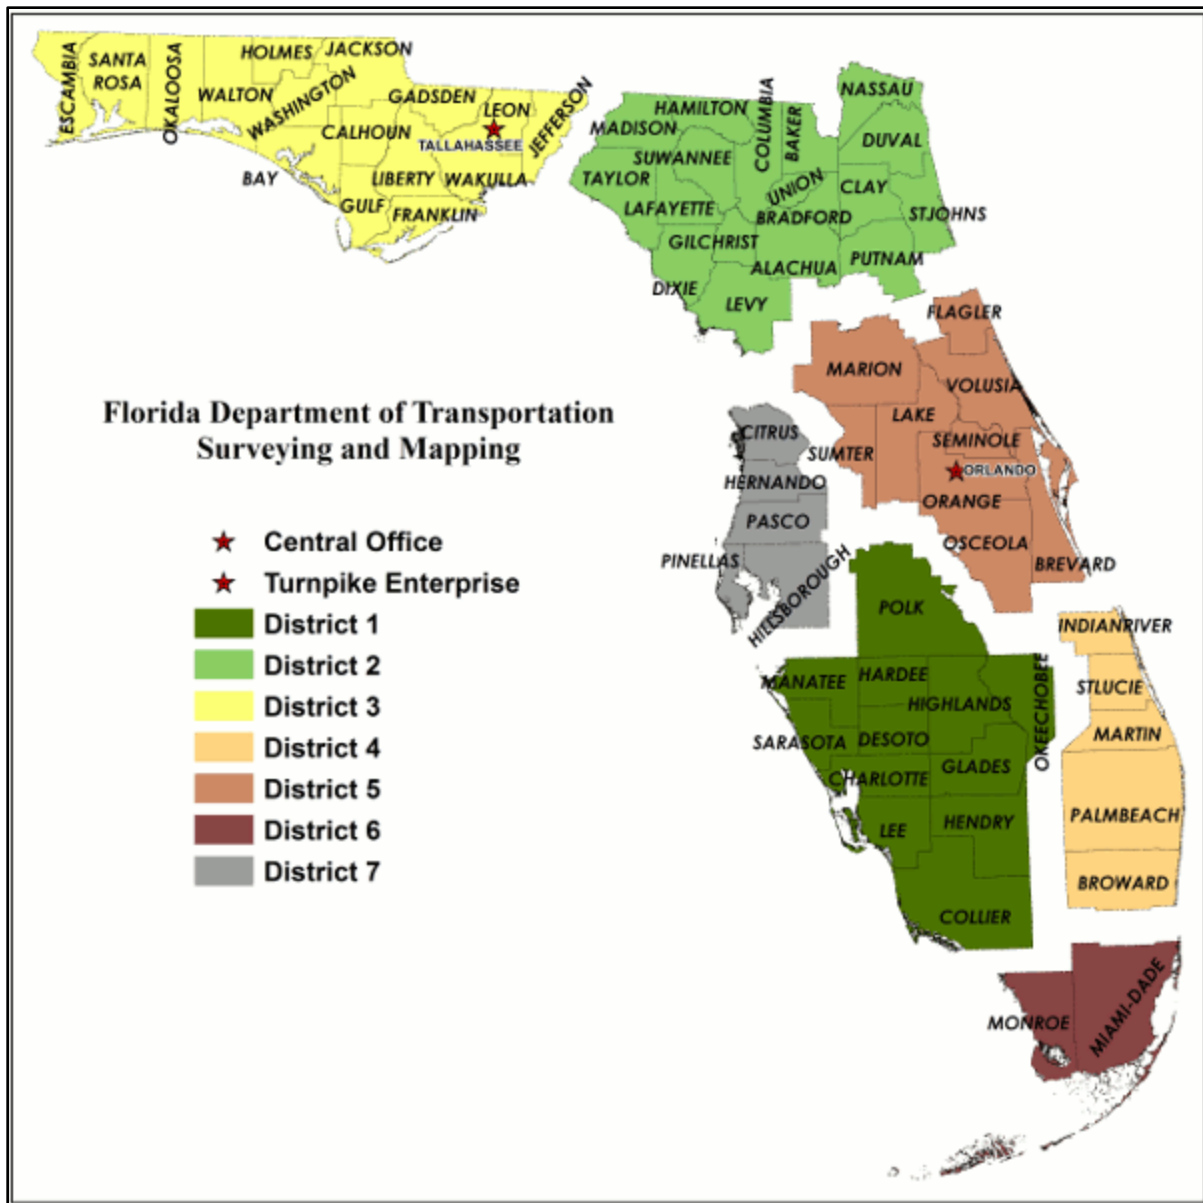 ESCAMBIA
SANTA
ROSA
OKALOOSA
WALTON
HOLMES
WASHINGTON
JACKSON
BAY
CALHOUN
GULF
GADSDEN
LIBERTY
FRANKLIN
LEON
TALLAHASSEE
WAKULLA
JEFFERSON
MADISON
HAMILTON
TAYLOR
SUWANNEE
LAFAYETTE
COLUMBIA
BAKER
NASSAU
DUVAL
UNION
CLAY
BRADFORD
STJOHNS
GILCHRIST
ALACHUA
PUTNAM
DIXIE
LEVY
FLAGLER
MARION
VOLUSIA
LAKE
SUMTER
SEMINOLE
ORLANDO
ORANGE
OSCEOLA
BREVARD
CITRUS
HERNANDO
PASCO
PINELLAS
HILLSBOROUGH
POLK
MANATEE
HARDEE
HIGHLANDS
OKEECHOBEE
SARASOTA
DESOTO
CHARLOTTE
GLADES
LEE
HENDRY
COLLIER
INDIANRIVER
STLUCIE
MARTIN
PALMBEACH
BROWARD
MONROE
MIAMI-DADE
Florida Department of Transportation
Surveying and Mapping
Central Office
Turnpike Enterprise
District 1
District 2
District 3
District 4
District 5
District 6
District 7